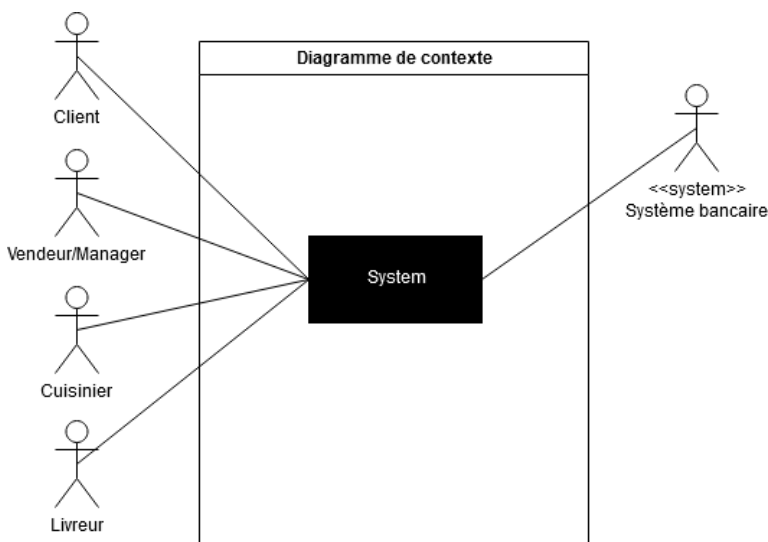 Diagramme de contexte
Client
Vendeur/Manager
Cuisinier
Livreur
System
<<system>>
Système bancaire